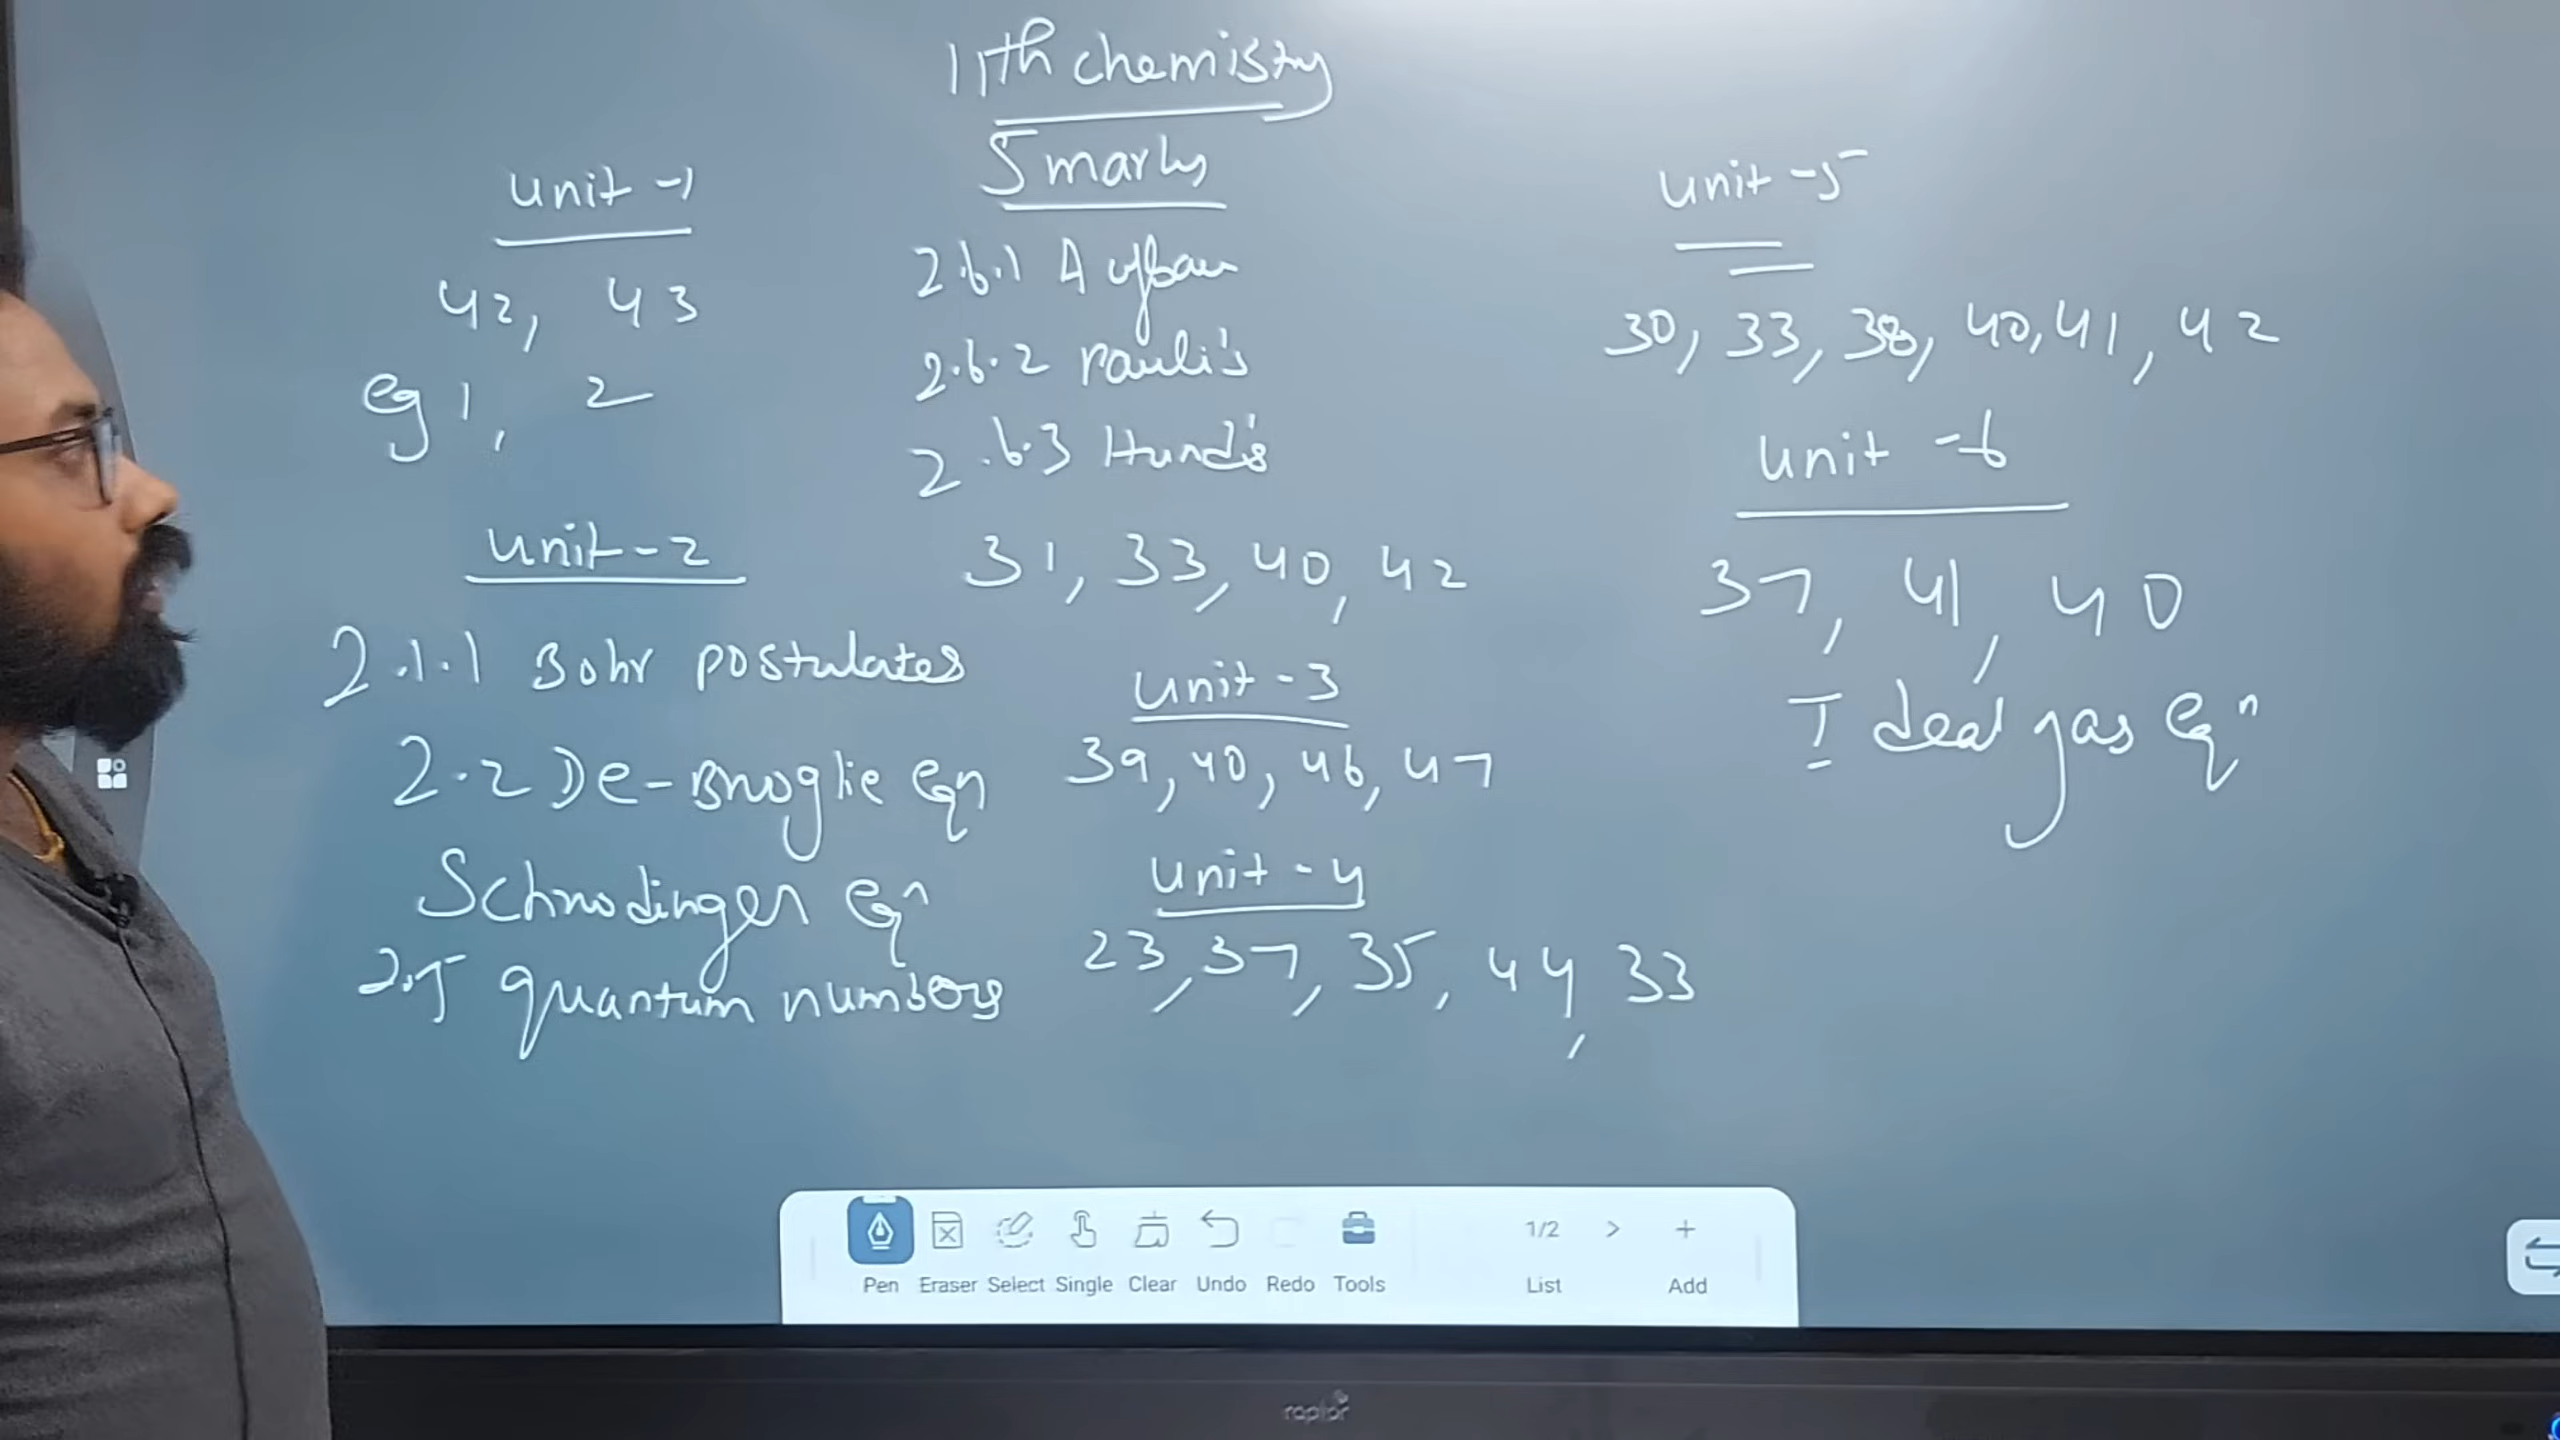 11th chemistry
5 marks
unit -1
42, 43
eg 1, 2
unit-2
2.1.1 Bohr postulates
2.2 De-Broglie eqn
Schrodinger eqn
2.5 quantum numbers
2.6.1 Aufbau
2.6.2 Pauli's
2.6.3 Hund's
31, 33, 40, 42
unit-3
39, 40, 46, 47
unit-4
23, 37, 35, 44, 33
unit-5
30, 33, 38, 40, 41, 42
unit-6
37, 41, 40
Ideal gas eqn
1/2 > +
Pen Eraser Select Single Clear Undo Redo Tools List Add
raptor